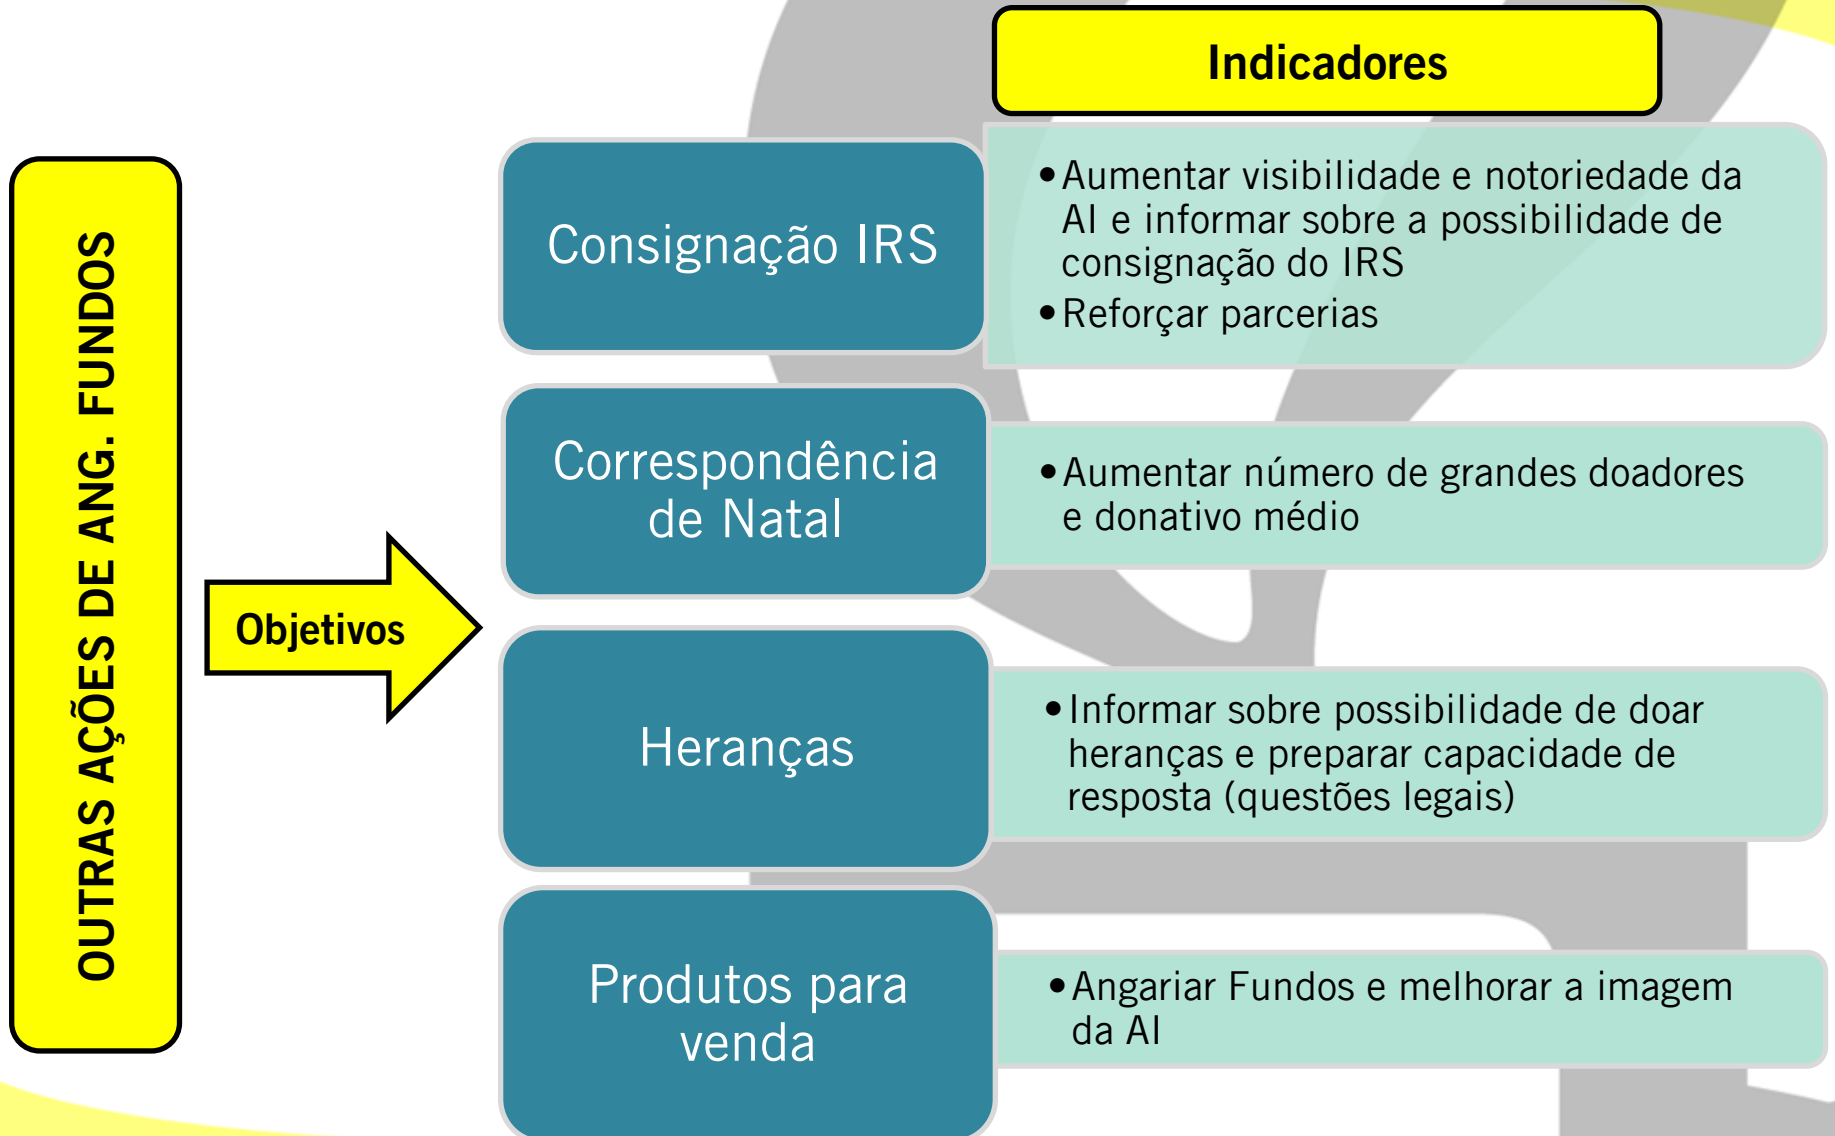 Indicadores
OUTRAS AÇÕES DE ANG. FUNDOS
Objetivos
Consignação IRS
•Aumentar visibilidade e notoriedade da
AI e informar sobre a possibilidade de
consignação do IRS
•Reforçar parcerias
Correspondência
de Natal
•Aumentar número de grandes doadores
e donativo médio
Heranças
•Informar sobre possibilidade de doar
heranças e preparar capacidade de
resposta (questões legais)
Produtos para
venda
•Angariar Fundos e melhorar a imagem
da AI